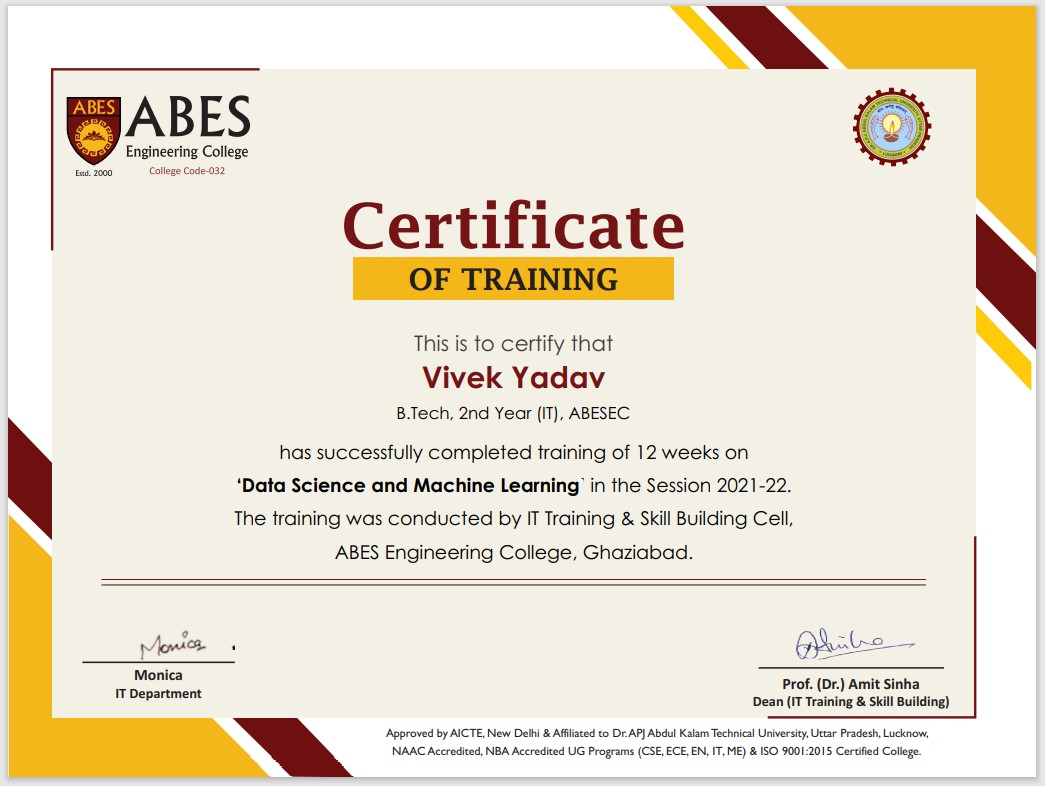 ABES
ABES
Engineering College
Estd. 2000
College Code-032
Certificate
OF TRAINING
This is to certify that
Vivek Yadav
B.Tech, 2nd Year (IT), ABESEC
has successfully completed training of 12 weeks on
‘Data Science and Machine Learning` in the Session 2021-22.
The training was conducted by IT Training & Skill Building Cell,
ABES Engineering College, Ghaziabad.
Monica
Monica
IT Department
Prof. (Dr.) Amit Sinha
Dean (IT Training & Skill Building)
Approved by AICTE, New Delhi & Affiliated to Dr. APJ Abdul Kalam Technical University, Uttar Pradesh, Lucknow,
NAAC Accredited, NBA Accredited UG Programs (CSE, ECE, EN, IT, ME) & ISO 9001:2015 Certified College.